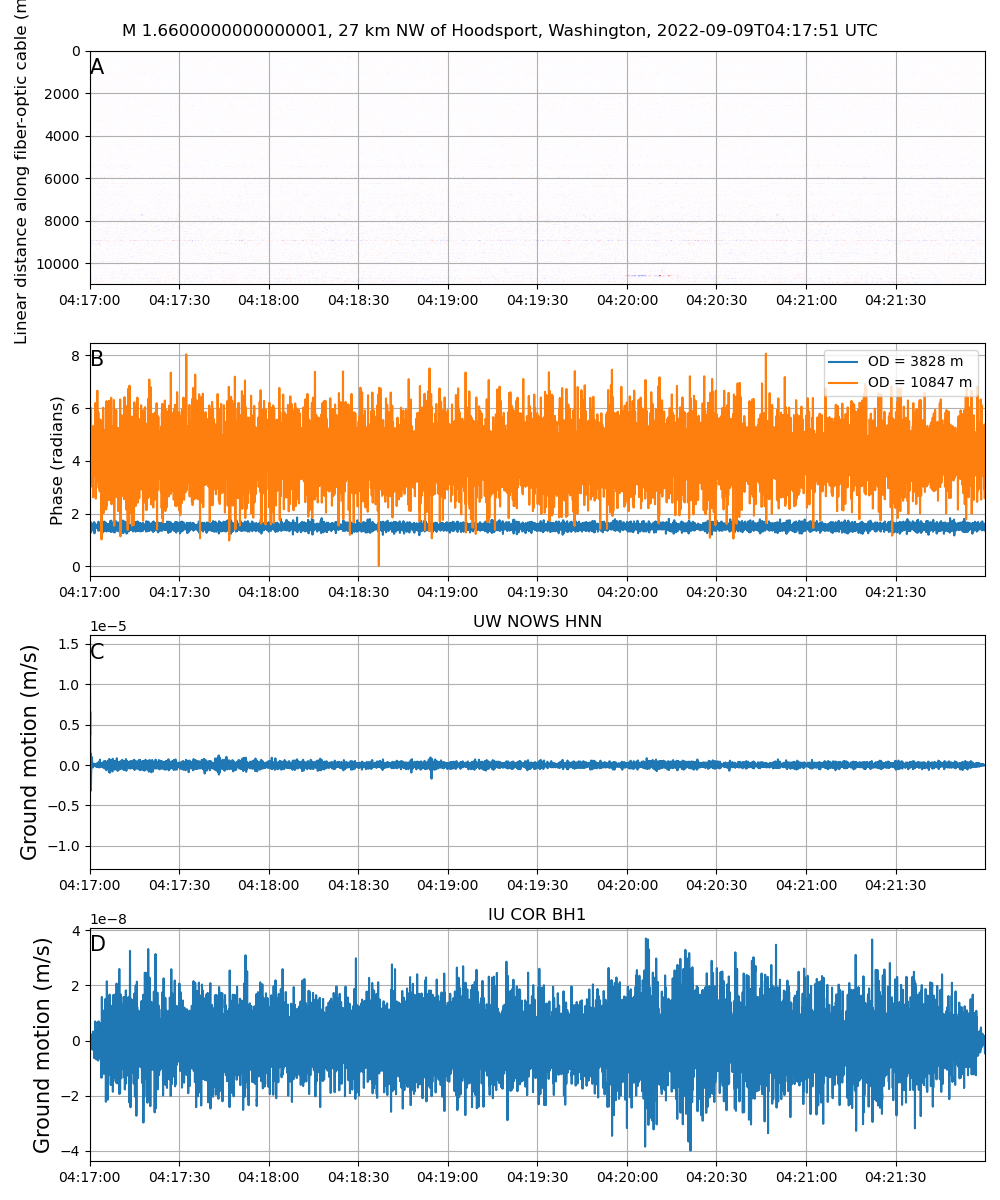 M 1.6600000000000001, 27 km NW of Hoodsport, Washington, 2022-09-09T04:17:51 UTC
Linear distance along fiber-optic cable (m
A
0
2000
4000
6000
8000
10000
04:17:00 04:17:30 04:18:00 04:18:30 04:19:00 04:19:30 04:20:00 04:20:30 04:21:00 04:21:30
Phase (radians)
B
OD = 3828 m
OD = 10847 m
8
6
4
2
0
04:17:00 04:17:30 04:18:00 04:18:30 04:19:00 04:19:30 04:20:00 04:20:30 04:21:00 04:21:30
UW NOWS HNN
1e−5
Ground motion (m/s)
C
1.5
1.0
0.5
0.0
−0.5
−1.0
04:17:00 04:17:30 04:18:00 04:18:30 04:19:00 04:19:30 04:20:00 04:20:30 04:21:00 04:21:30
IU COR BH1
1e−8
Ground motion (m/s)
D
4
2
0
−2
−4
04:17:00 04:17:30 04:18:00 04:18:30 04:19:00 04:19:30 04:20:00 04:20:30 04:21:00 04:21:30